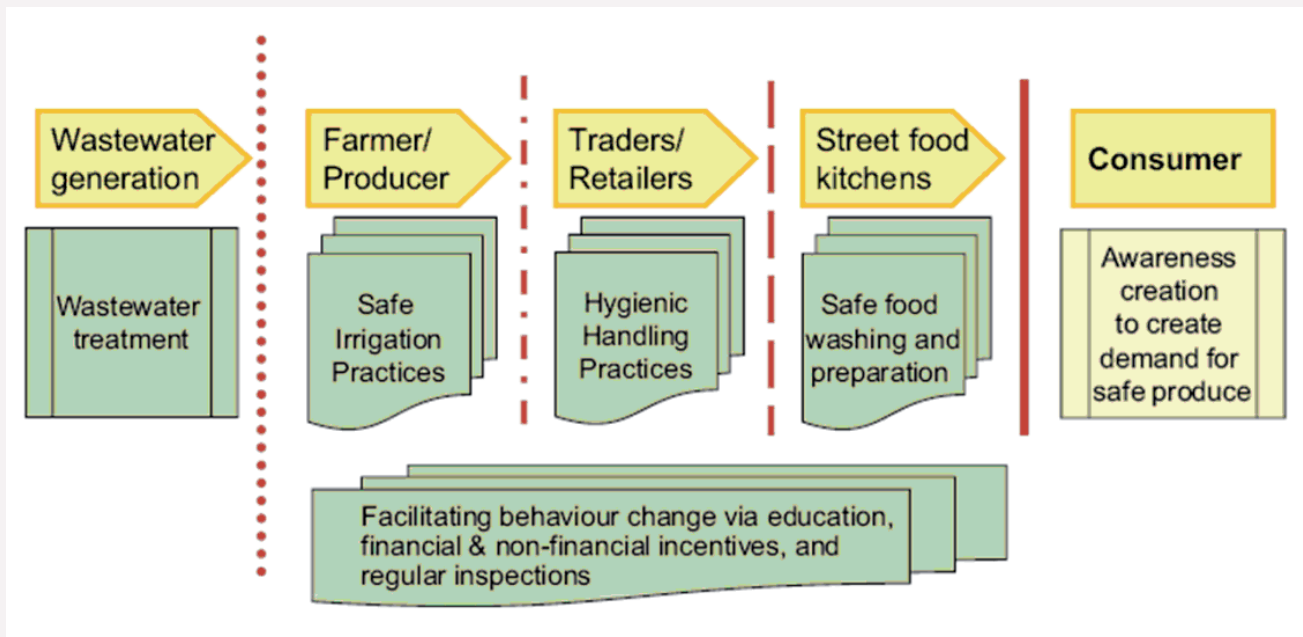 Wastewater
generation
Farmer/
Producer
Traders/
Retailers
Street food
kitchens
Consumer
Wastewater
treatment
Safe
Irrigation
Practices
Hygienic
Handling
Practices
Safe food
washing and
preparation
Awareness
creation
to create
demand for
safe produce
Facilitating behaviour change via education,
financial & non-financial incentives, and
regular inspections